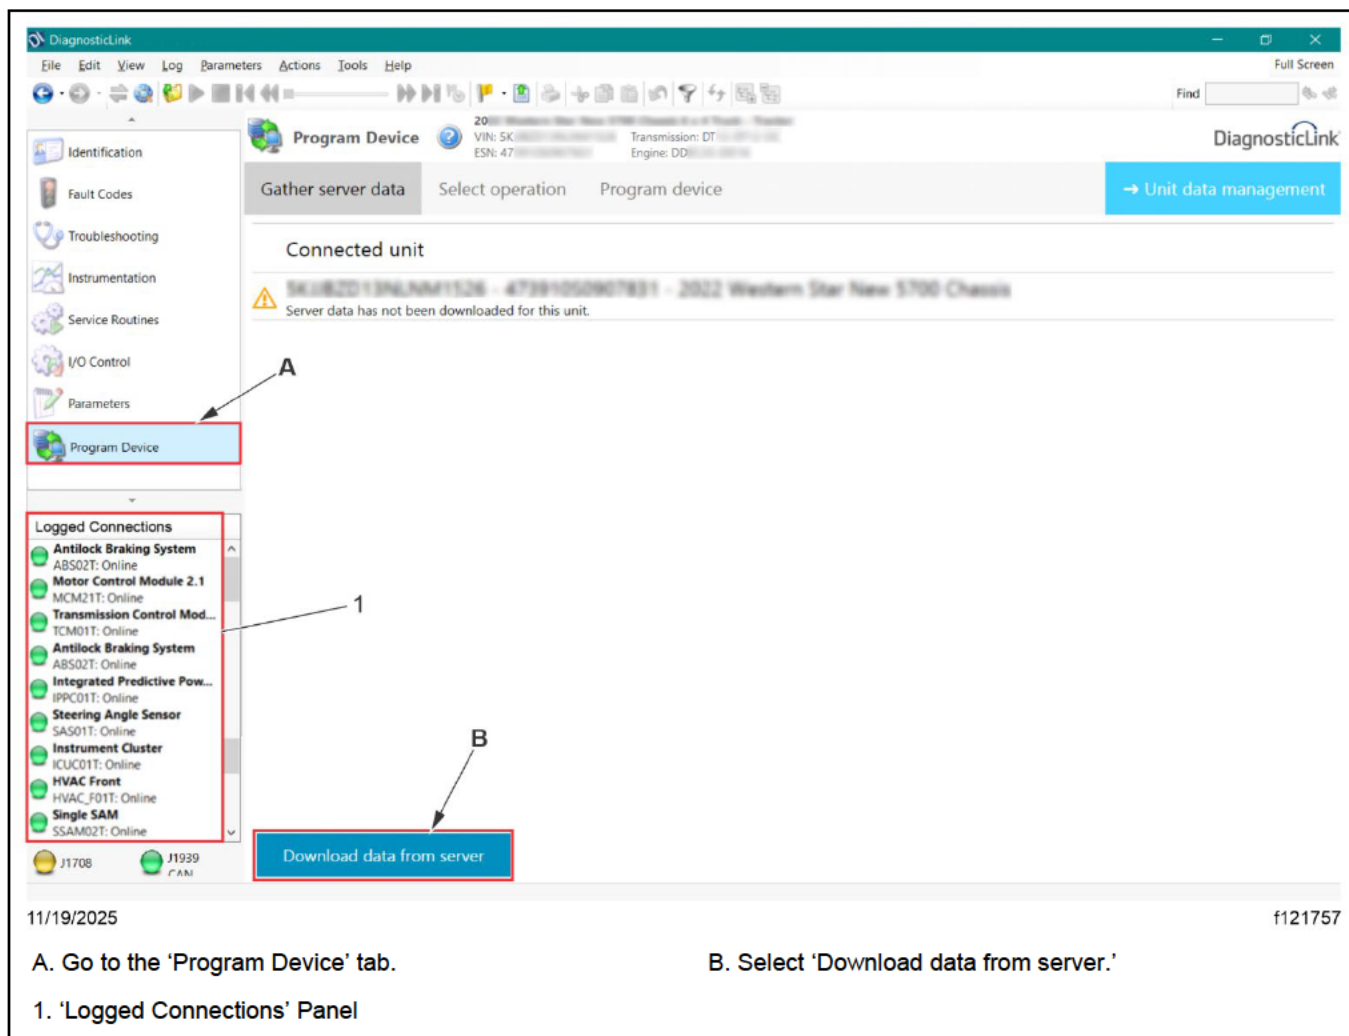 DiagnosticLink
File Edit View Log Parameters Actions Tools Help Full Screen
Find
Identification
Fault Codes
Troubleshooting
Instrumentation
Service Routines
I/O Control
Parameters
Program Device
Program Device
20
VIN: 5K
ESN: 47
Transmission: DT
Engine: DD
DiagnosticLink
Gather server data Select operation Program device → Unit data management
Connected unit
Server data has not been downloaded for this unit.
A
Logged Connections
Antilock Braking System
ABS02T: Online
Motor Control Module 2.1
MCM21T: Online
Transmission Control Mod...
TCM01T: Online
Antilock Braking System
ABS02T: Online
Integrated Predictive Pow...
IPPC01T: Online
Steering Angle Sensor
SAS01T: Online
Instrument Cluster
ICUC01T: Online
HVAC Front
HVAC_F01T: Online
Single SAM
SSAM02T: Online
1
B
J1708 J1939
CAN
Download data from server
11/19/2025 f121757
A. Go to the ‘Program Device’ tab. B. Select ‘Download data from server.’
1. ‘Logged Connections’ Panel